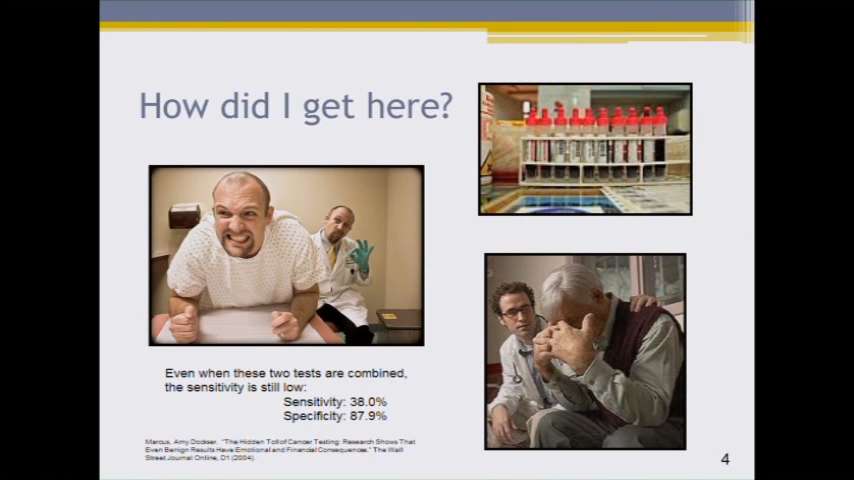 How did I get here?
Even when these two tests are combined,
the sensitivity is still low:
Sensitivity: 38.0%
Specificity: 87.9%
Marcus, Amy Dockser. "The Hidden Toll of Cancer Testing: Research Shows That
Even Benign Results Have Emotional and Financial Consequences." The Wall
Street Journal Online, D1 (2004).
4